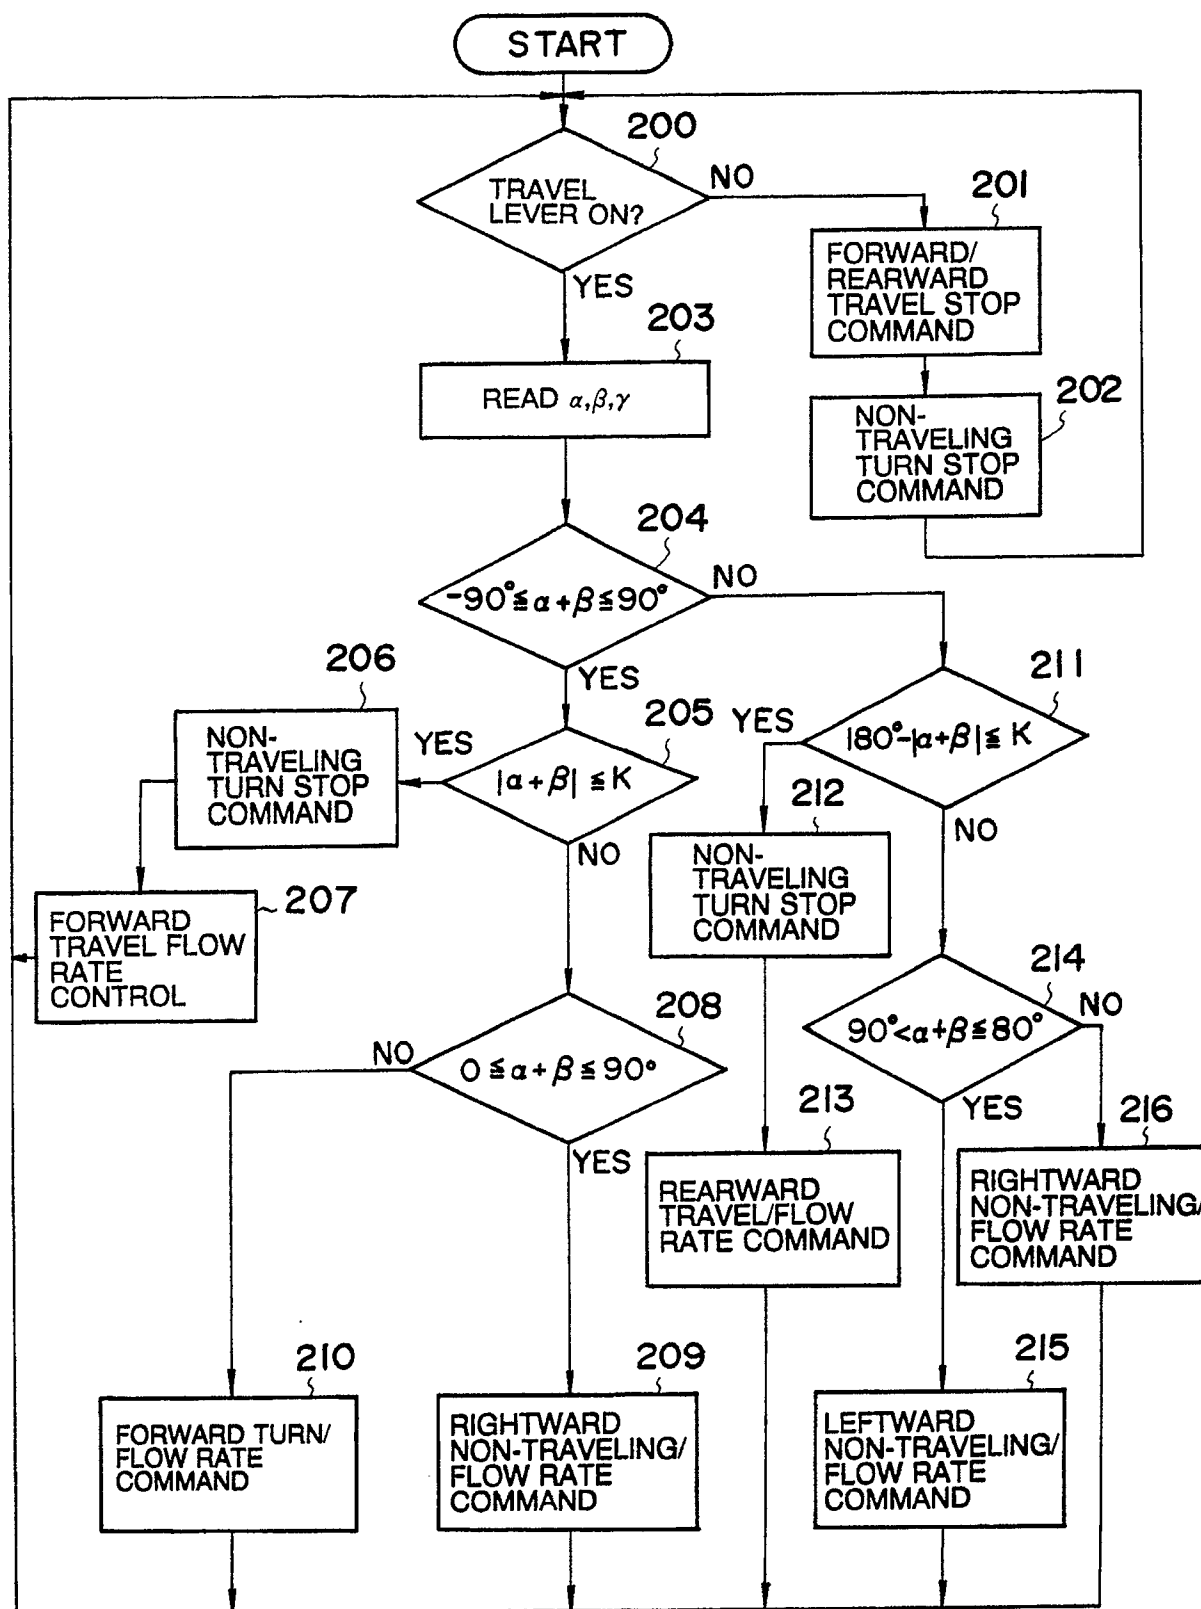 START
200
TRAVEL
LEVER ON?
NO
YES
201
FORWARD/
REARWARD
TRAVEL STOP
COMMAND
203
READ α,β,γ
202
NON-
TRAVELING
TURN STOP
COMMAND
204
-90°≦α+β≦90°
NO
YES
206
NON-
TRAVELING
TURN STOP
COMMAND
YES
205
|α+β|≦K
NO
211
180°-|α+β|≦K
YES
NO
207
FORWARD
TRAVEL FLOW
RATE
CONTROL
212
NON-
TRAVELING
TURN STOP
COMMAND
208
0≦α+β≦90°
NO
YES
214
90°<α+β≦80°
NO
YES
213
REARWARD
TRAVEL/FLOW
RATE COMMAND
216
RIGHTWARD
NON-TRAVELING/
FLOW RATE
COMMAND
210
FORWARD TURN/
FLOW RATE
COMMAND
209
RIGHTWARD
NON-TRAVELING/
FLOW RATE
COMMAND
215
LEFTWARD
NON-TRAVELING/
FLOW RATE
COMMAND